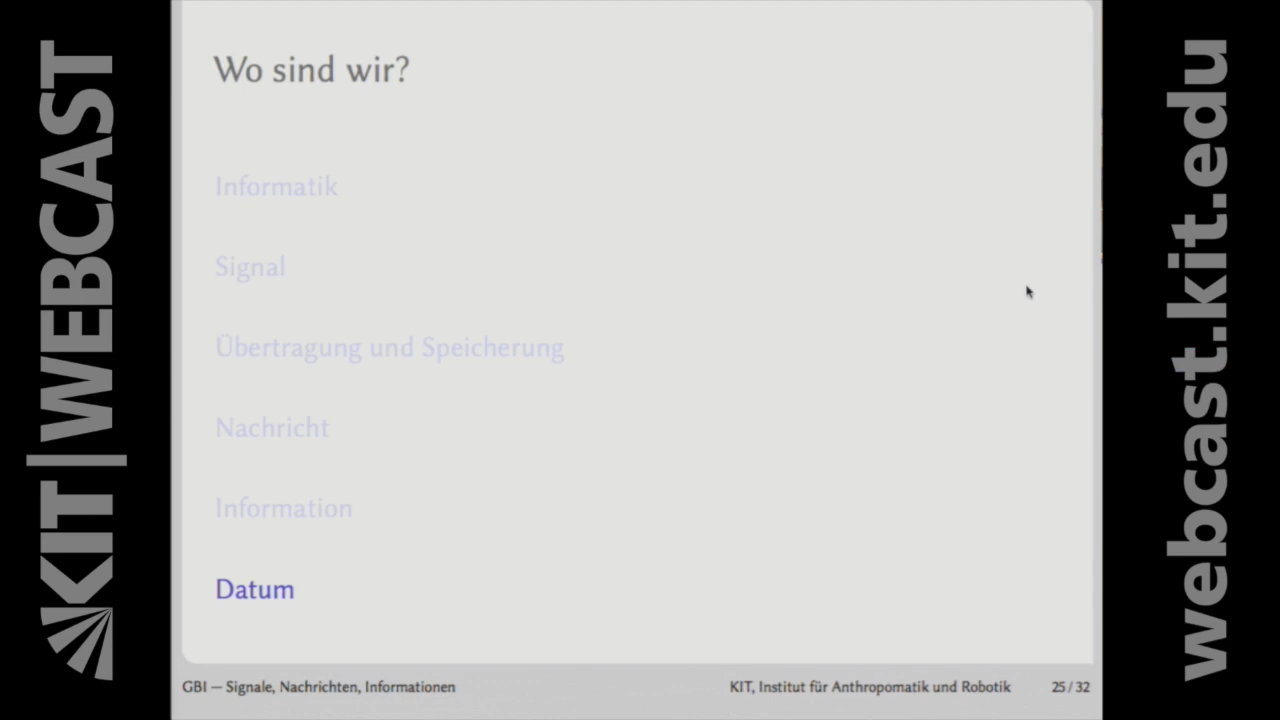 KIT|WEBCAST
Wo sind wir?
Informatik
Signal
Übertragung und Speicherung
Nachricht
Information
Datum
GBI — Signale, Nachrichten, Informationen
KIT, Institut für Anthropomatik und Robotik
25 / 32
webcast.kit.edu